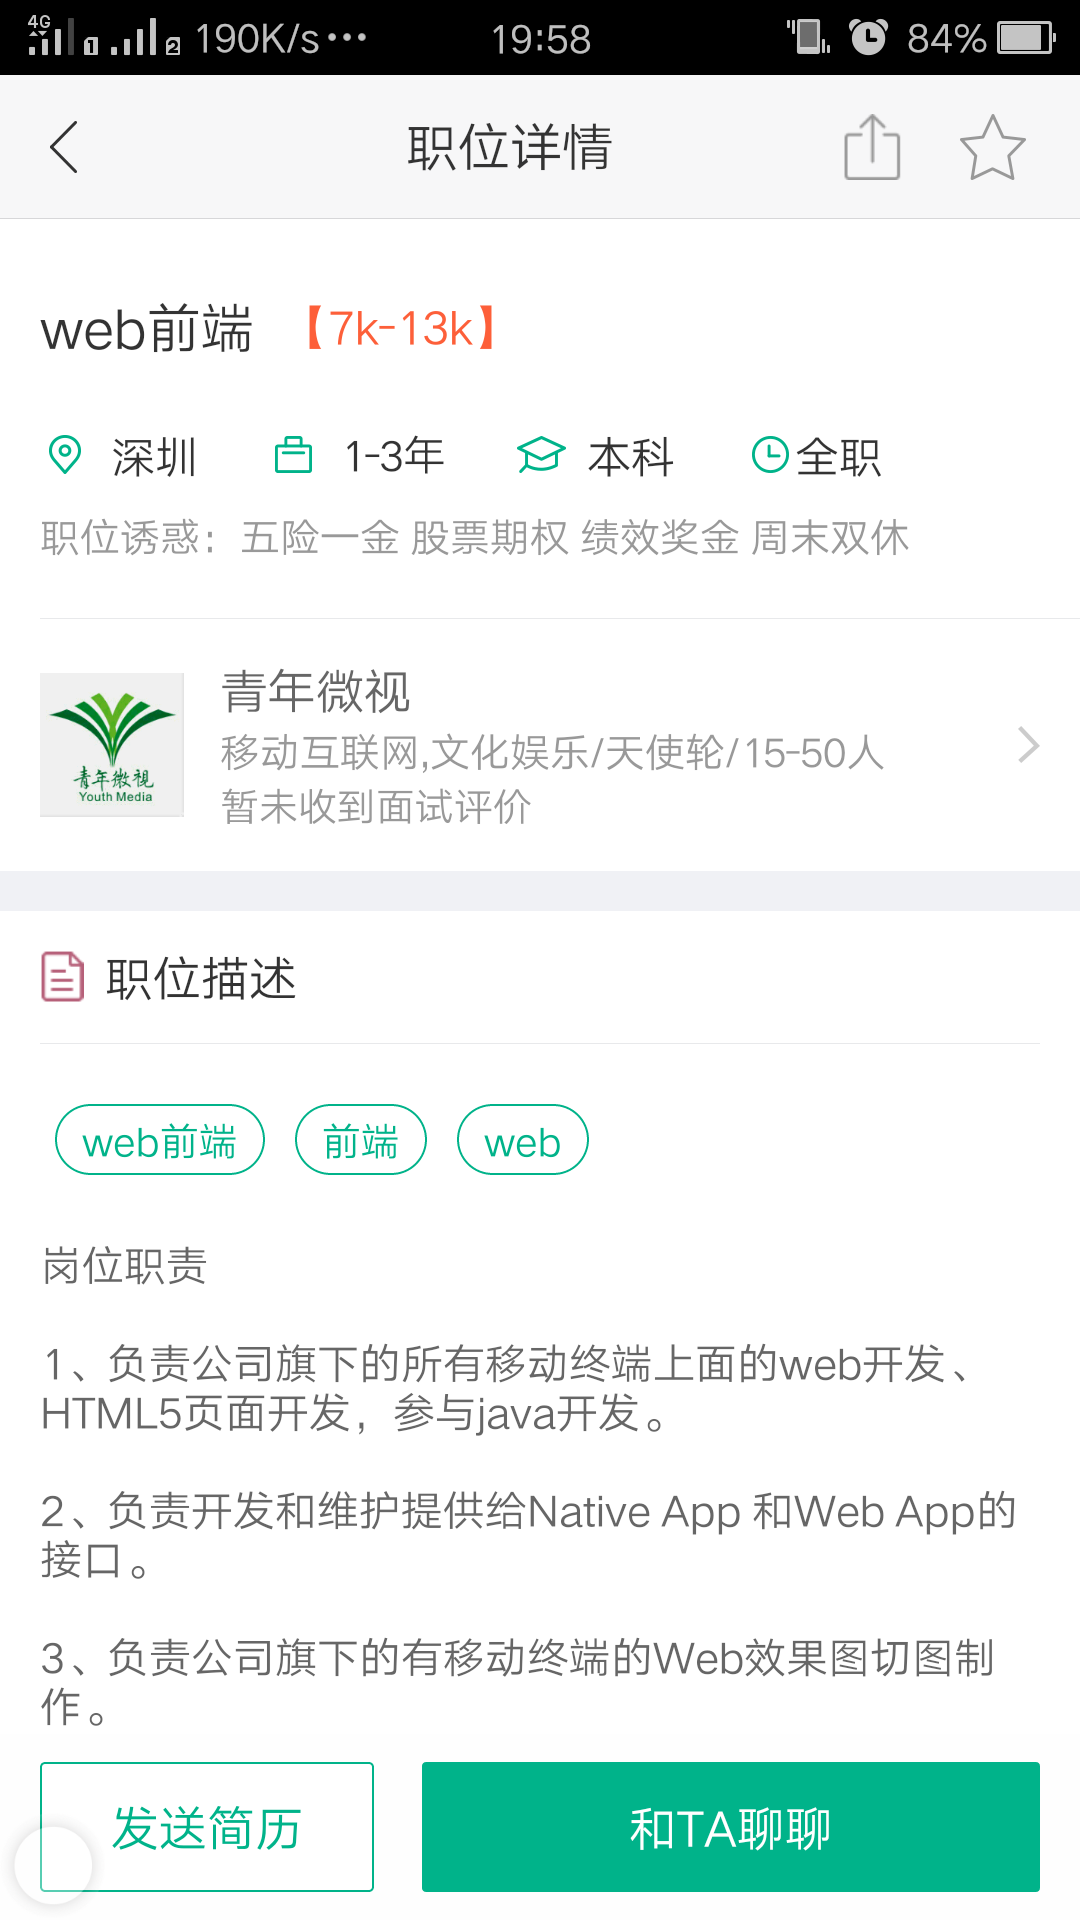 4G 1 2 190K/s··· 19:58 84%
职位详情
web前端 【7k-13k】
深圳 1-3年 本科 全职
职位诱惑：五险一金 股票期权 绩效奖金 周末双休
青年微视
移动互联网,文化娱乐/天使轮/15-50人
暂未收到面试评价
青年微視
Youth Media
职位描述
web前端 前端 web
岗位职责
1、负责公司旗下的所有移动终端上面的web开发、
HTML5页面开发，参与java开发。
2、负责开发和维护提供给Native App 和Web App的
接口。
3、负责公司旗下的有移动终端的Web效果图切图制
作。
发送简历 和TA聊聊